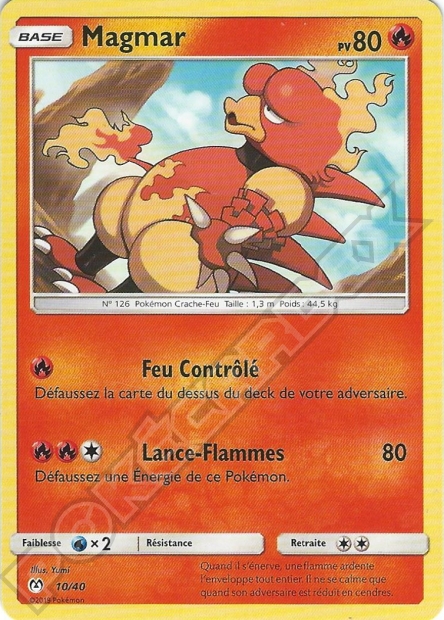 BASE Magmar PV 80
N° 126 Pokémon Crache-Feu Taille : 1,3 m Poids : 44,5 kg
Feu Contrôlé
Défaussez la carte du dessus du deck de votre adversaire.
Lance-Flammes 80
Défaussez une Énergie de ce Pokémon.
Faiblesse ×2 Résistance Retraite
Illus. Yumi
10/40
©2019 Pokémon
Quand il s'énerve, une flamme ardente
l'enveloppe tout entier. Il ne se calme que
quand son adversaire est réduit en cendres.
POKECARDEX